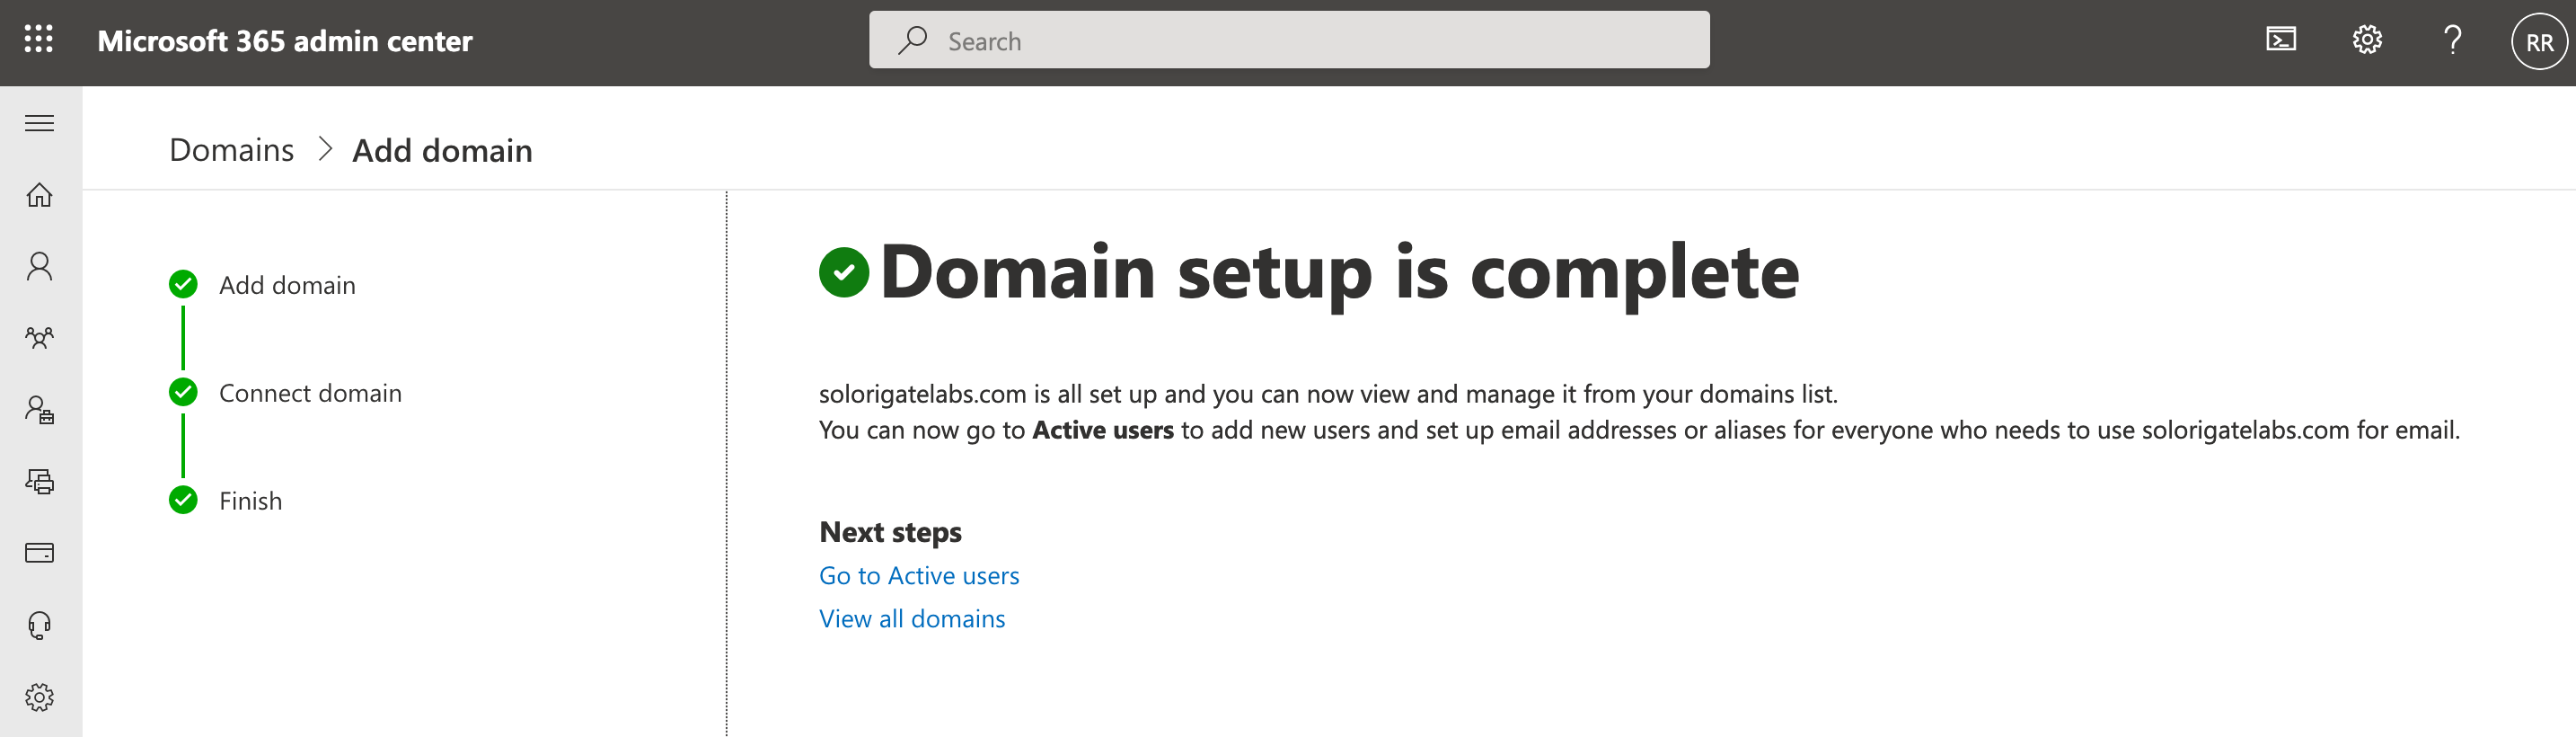 Microsoft 365 admin center
Search
RR
Domains > Add domain
Add domain
Connect domain
Finish
Domain setup is complete
solorigatelabs.com is all set up and you can now view and manage it from your domains list.
You can now go to Active users to add new users and set up email addresses or aliases for everyone who needs to use solorigatelabs.com for email.
Next steps
Go to Active users
View all domains